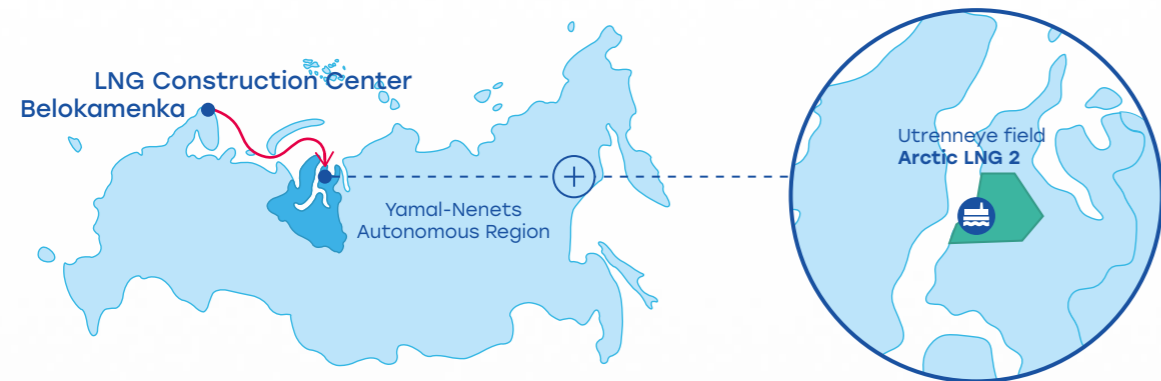 LNG Construction Center
Belokamenka
Yamal-Nenets
Autonomous Region
Utrenneye field
Arctic LNG 2